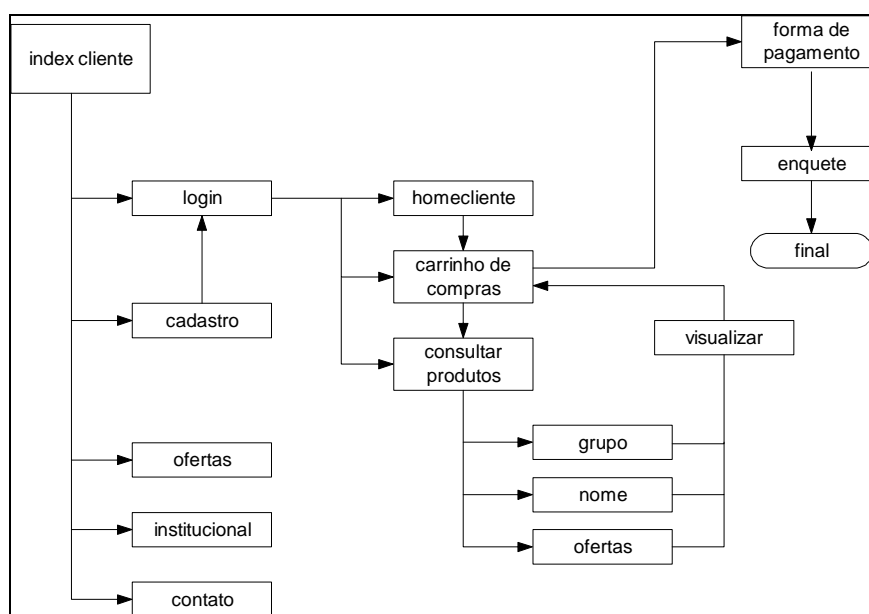 index cliente
forma de
pagamento
login
homecliente
enquete
carrinho de
compras
final
cadastro
consultar
produtos
visualizar
ofertas
grupo
institucional
nome
contato
ofertas